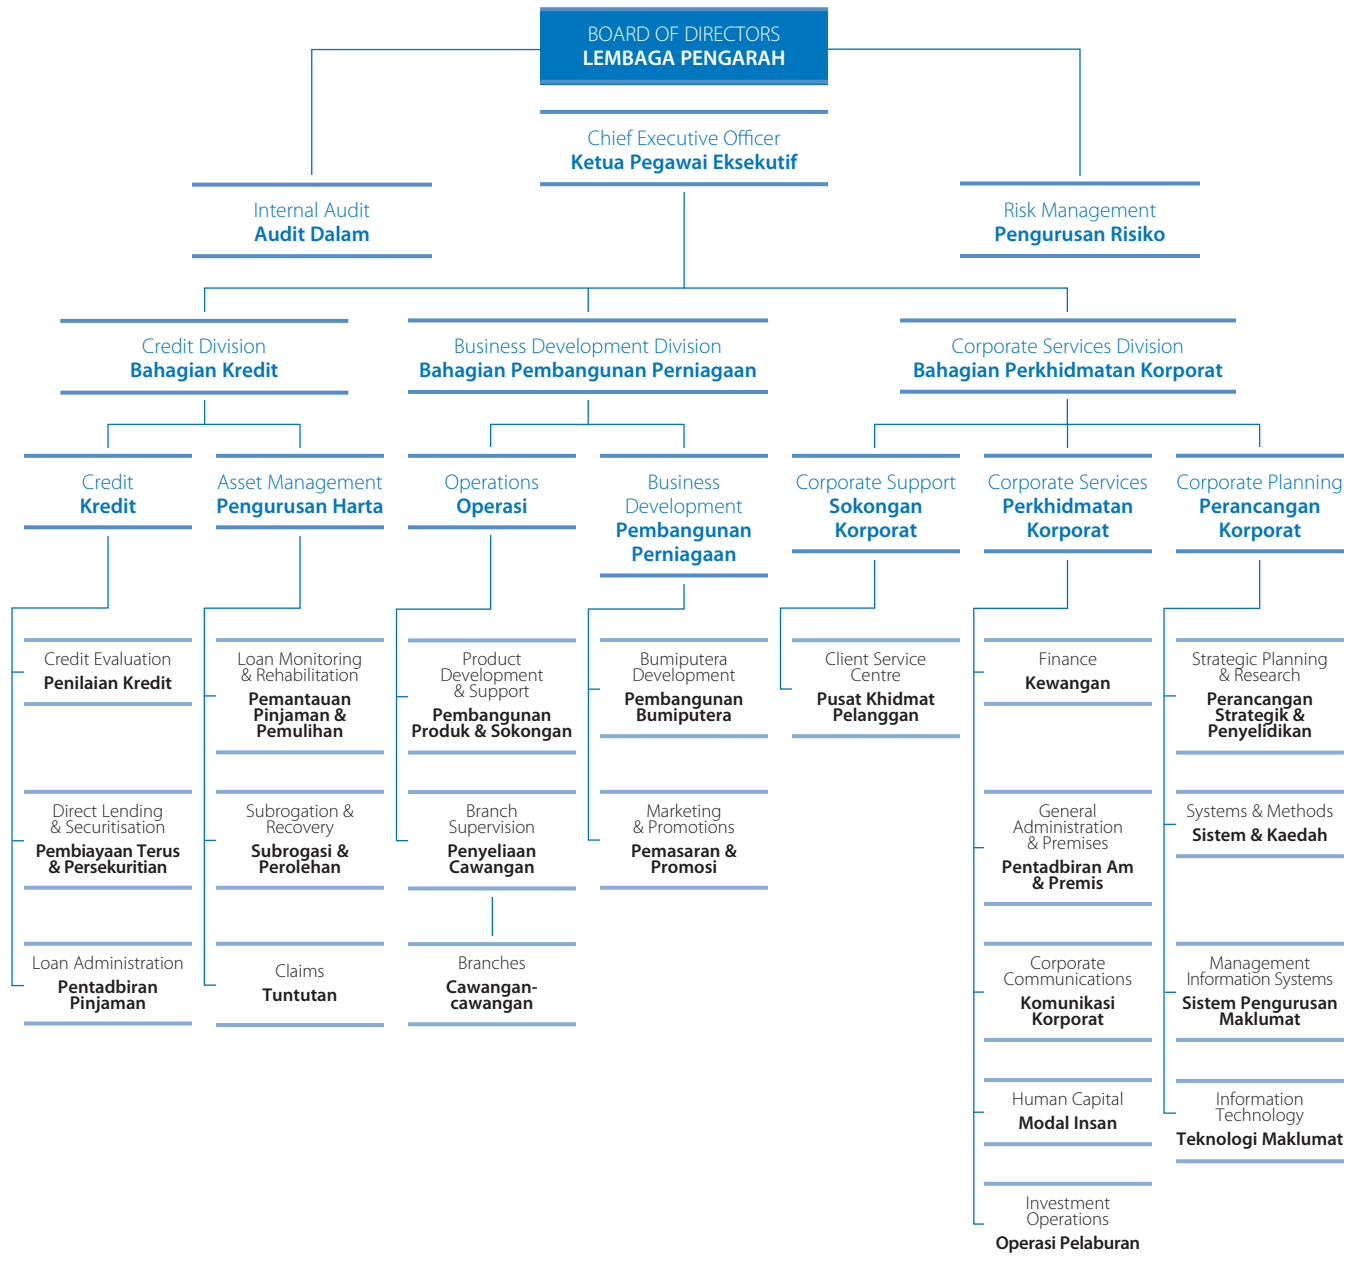 BOARD OF DIRECTORS
LEMBAGA PENGARAH
Chief Executive Officer
Ketua Pegawai Eksekutif
Internal Audit
Audit Dalam
Risk Management
Pengurusan Risiko
Credit Division
Bahagian Kredit
Business Development Division
Bahagian Pembangunan Perniagaan
Corporate Services Division
Bahagian Perkhidmatan Korporat
Credit
Kredit
Asset Management
Pengurusan Harta
Operations
Operasi
Business
Development
Pembangunan
Perniagaan
Corporate Support
Sokongan
Korporat
Corporate Services
Perkhidmatan
Korporat
Corporate Planning
Perancangan
Korporat
Credit Evaluation
Penilaian Kredit
Loan Monitoring
& Rehabilitation
Pemantauan
Pinjaman &
Pemulihan
Product
Development
& Support
Pembangunan
Produk & Sokongan
Bumiputera
Development
Pembangunan
Bumiputera
Client Service
Centre
Pusat Khidmat
Pelanggan
Finance
Kewangan
Strategic Planning
& Research
Perancangan
Strategik &
Penyelidikan
Direct Lending
& Securitisation
Pembiayaan Terus
& Persekuritian
Subrogation &
Recovery
Subrogasi &
Perolehan
Branch
Supervision
Penyeliaan
Cawangan
Marketing
& Promotions
Pemasaran &
Promosi
General
Administration
& Premises
Pentadbiran Am
& Premis
Systems & Methods
Sistem & Kaedah
Loan Administration
Pentadbiran
Pinjaman
Claims
Tuntutan
Branches
Cawangan-
cawangan
Corporate
Communications
Komunikasi
Korporat
Management
Information Systems
Sistem Pengurusan
Maklumat
Human Capital
Modal Insan
Information
Technology
Teknologi Maklumat
Investment
Operations
Operasi Pelaburan